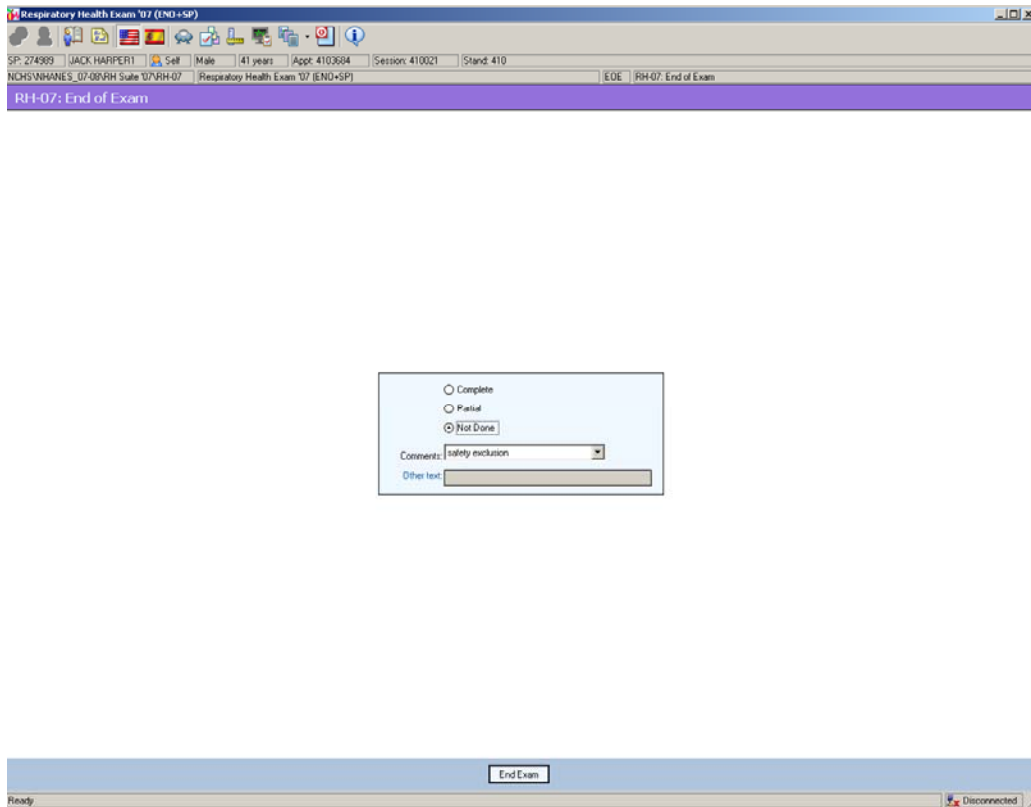 Respiratory Health Exam '07 (ENO+SP)
SP: 274989 JACK HARPER1 Self Male 41 years Appt: 4103684 Session: 410021 Stand: 410
NCHS\NHANES_07-08\RH Suite '07\RH-07 Respiratory Health Exam '07 (ENO+SP) EOE RH-07: End of Exam
RH-07: End of Exam
Complete
Partial
Not Done
Comments: safety exclusion
Other text:
End Exam
Ready Disconnected